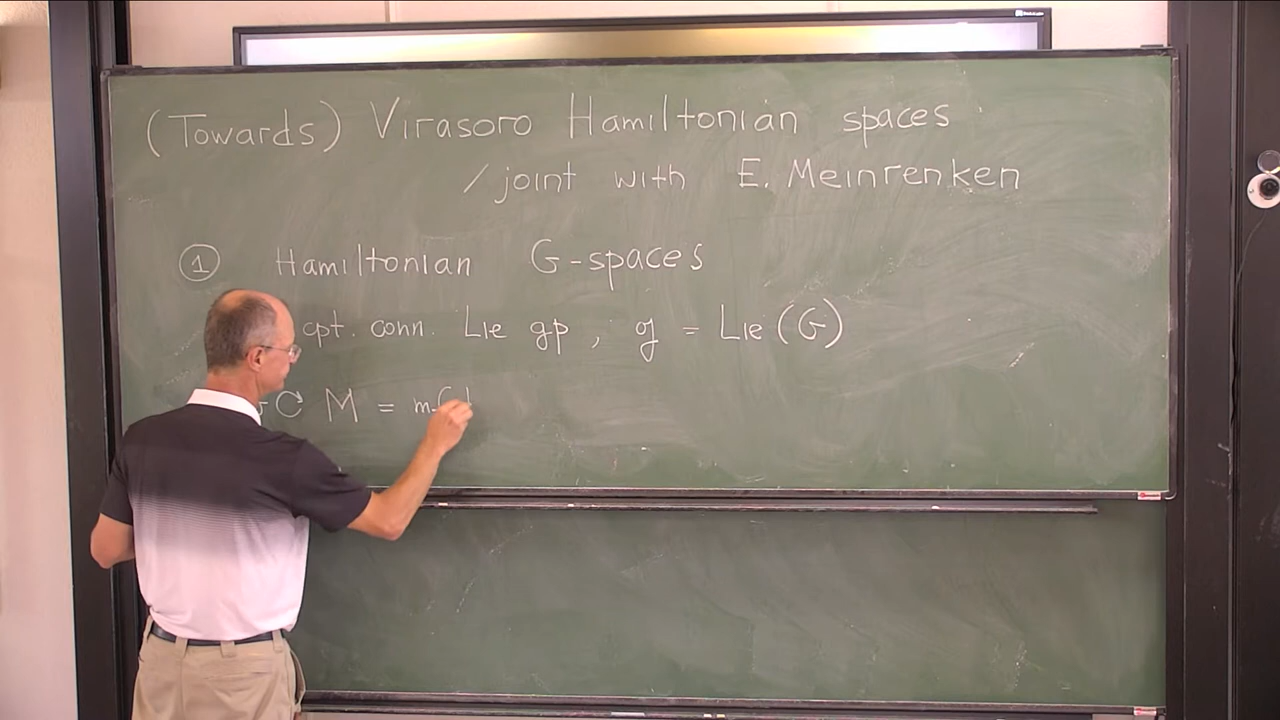 (Towards) Virasoro Hamiltonian spaces
/ joint with E. Meinrenken
① Hamiltonian G-spaces
cpt. conn. Lie gp, 𝔤 = Lie (G)
↻ M =